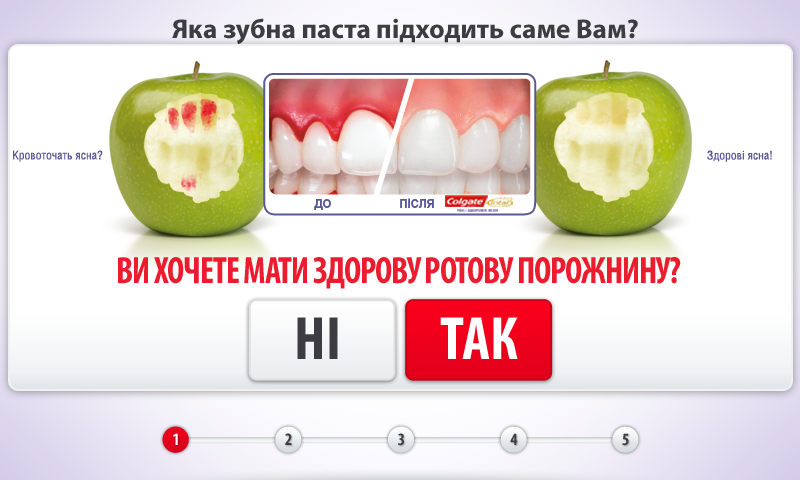 Яка зубна паста підходить саме Вам?
Кровоточать ясна?
Здорові ясна!
ДО
ПІСЛЯ
Colgate
Total
ВИ ХОЧЕТЕ МАТИ ЗДОРОВУ РОТОВУ ПОРОЖНИНУ?
НІ
ТАК
1 2 3 4 5